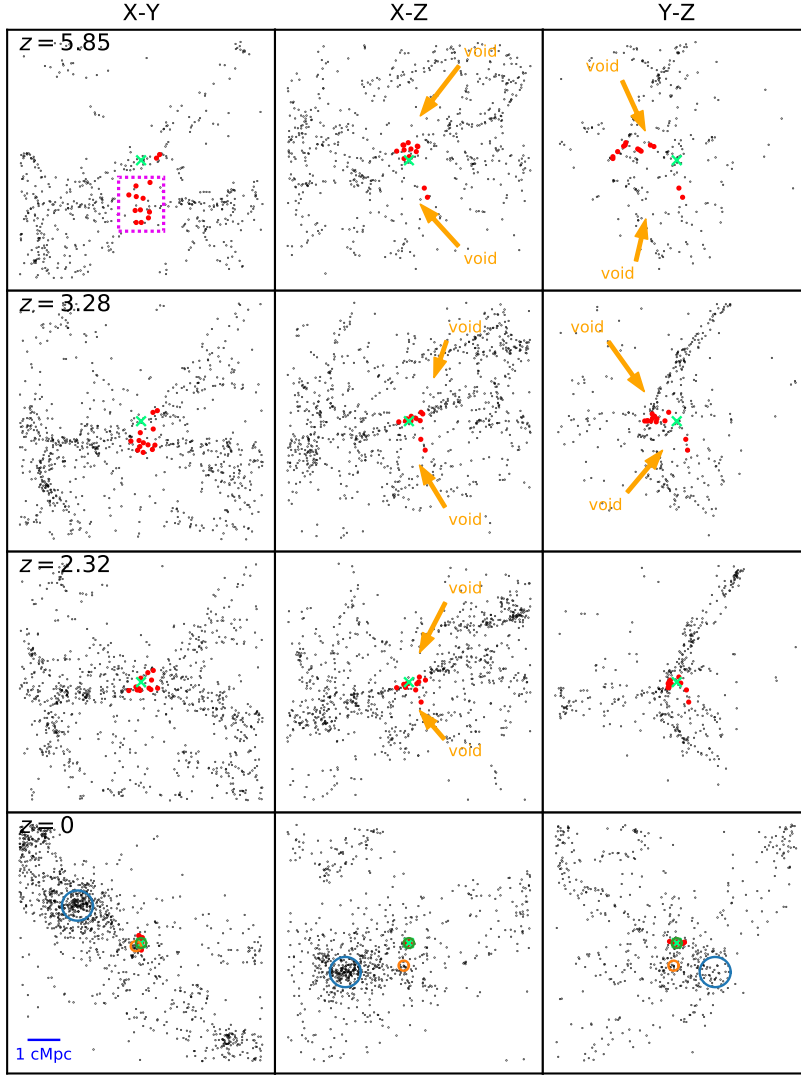 X-Y
X-Z
Y-Z
z = 5.85
void
void
void
void
z = 3.28
void
void
void
void
z = 2.32
void
void
z = 0
1 cMpc